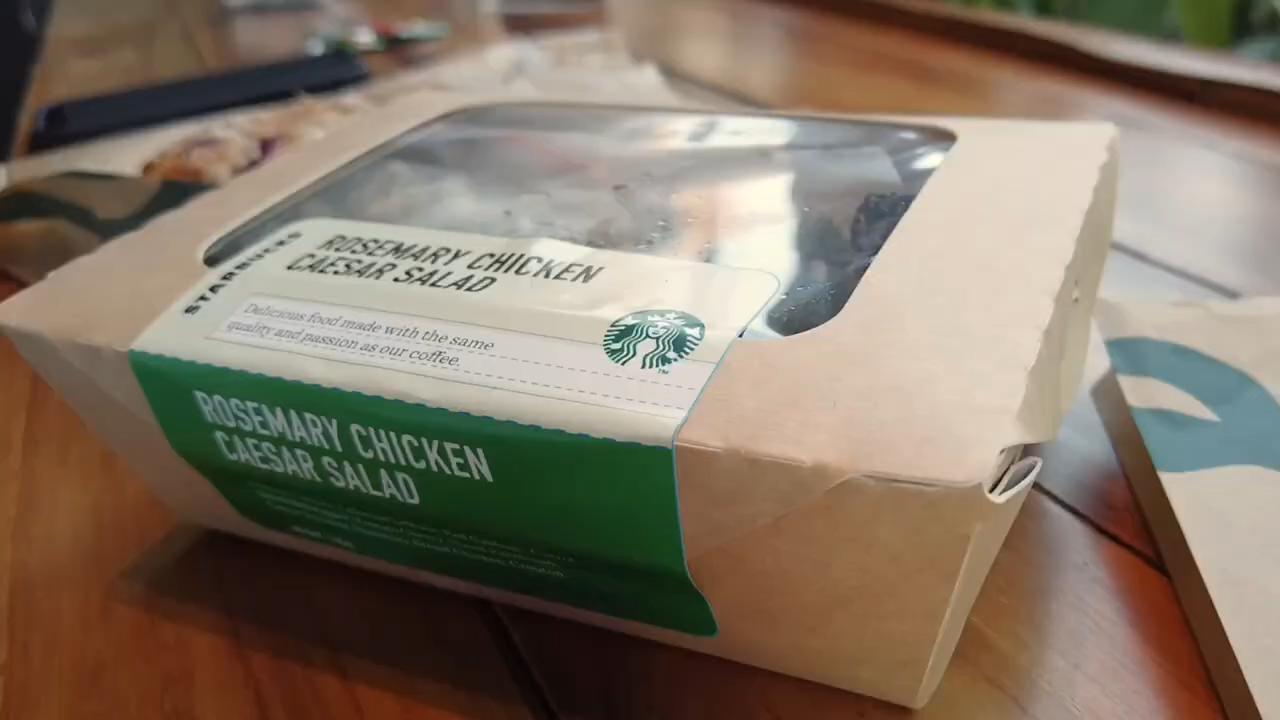 STARBUCKS
ROSEMARY CHICKEN
CAESAR SALAD
Delicious food made with the same
quality and passion as our coffee.
TM
ROSEMARY CHICKEN
CAESAR SALAD